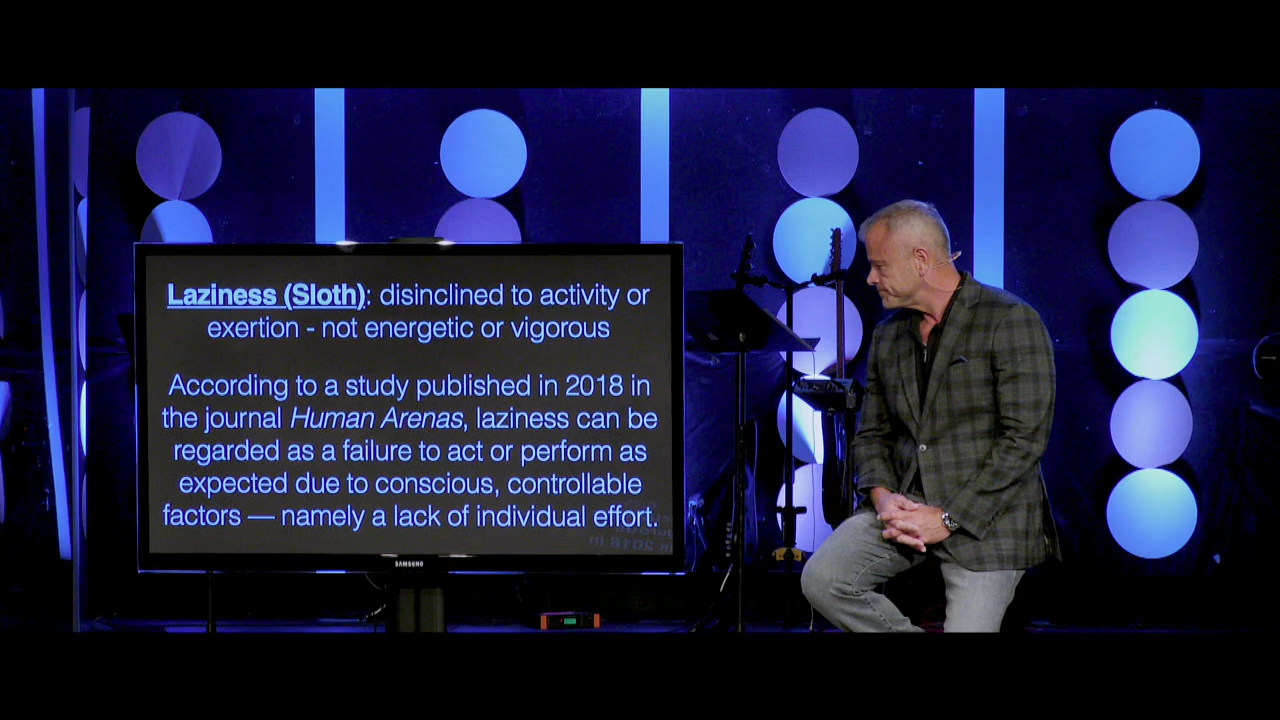 Laziness (Sloth): disinclined to activity or
exertion - not energetic or vigorous
According to a study published in 2018 in
the journal Human Arenas, laziness can be
regarded as a failure to act or perform as
expected due to conscious, controllable
factors — namely a lack of individual effort.
SAMSUNG